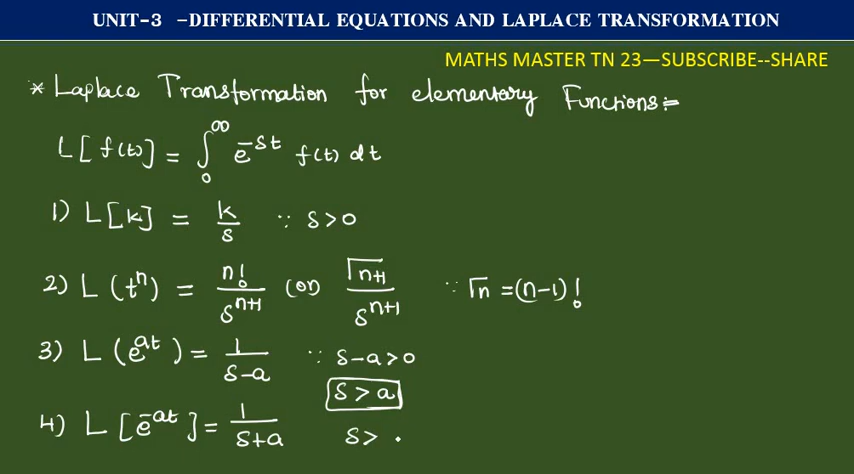 UNIT-3 -DIFFERENTIAL EQUATIONS AND LAPLACE TRANSFORMATION
MATHS MASTER TN 23—SUBSCRIBE--SHARE
* Laplace Transformation for elementary Functions:-
L[f(t)] = ∫₀^∞ e^-st f(t) dt
1) L[k] = k/s ∵ s>0
2) L(t^n) = n!/s^(n+1) (or) Γn+1/s^(n+1) ∵ Γn = (n-1)!
3) L(e^at) = 1/s-a ∵ s-a>0
s>a
4) L[e^-at] = 1/s+a s> .